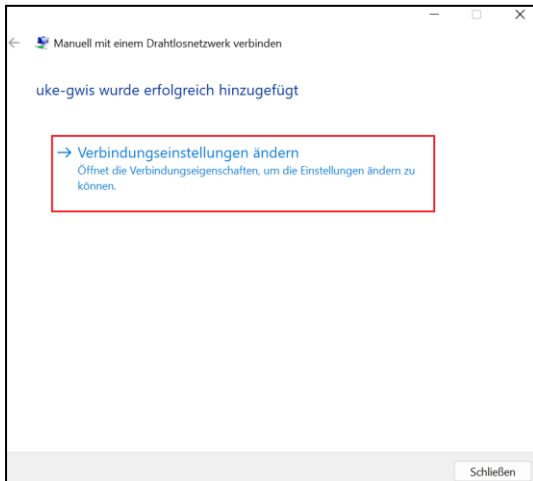 Manuell mit einem Drahtlosnetzwerk verbinden
uke-gwis wurde erfolgreich hinzugefügt
Verbindungseinstellungen ändern
Öffnet die Verbindungseigenschaften, um die Einstellungen ändern zu
können.
Schließen